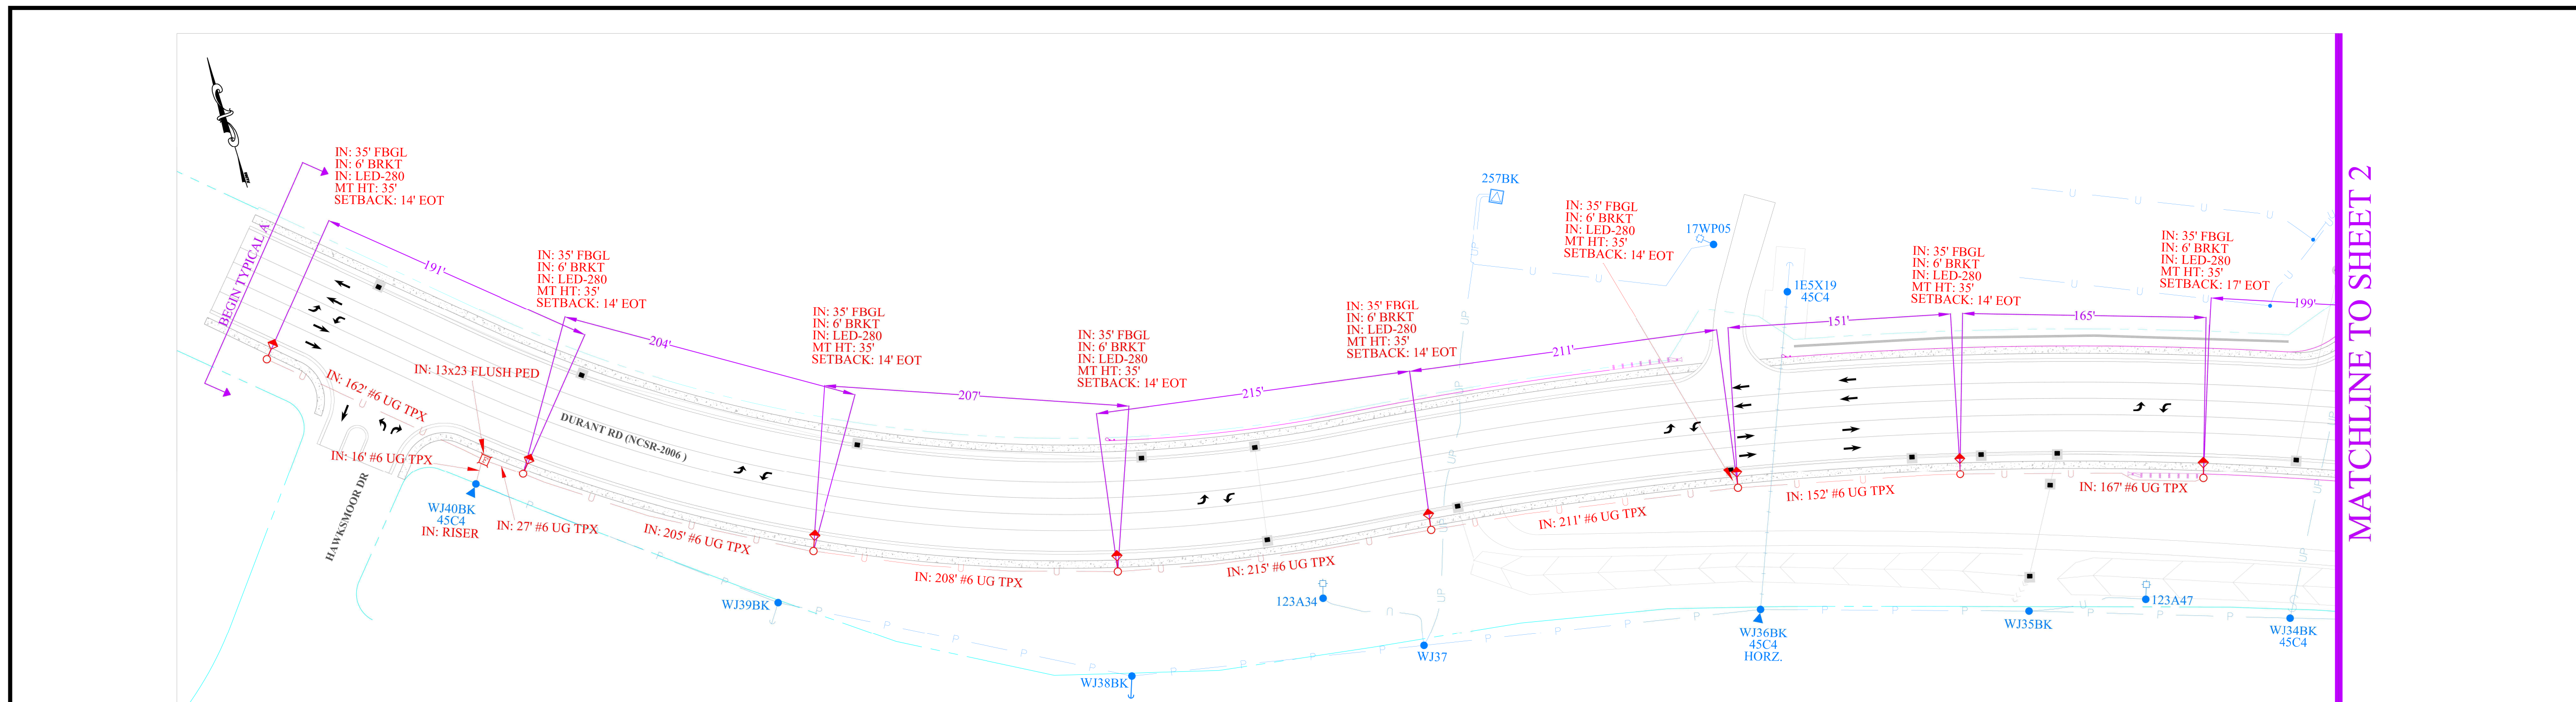 IN: 35' FBGL
IN: 6' BRKT
IN: LED-280
MT HT: 35'
SETBACK: 14' EOT
BEGIN TYPICAL A
191'
IN: 35' FBGL
IN: 6' BRKT
IN: LED-280
MT HT: 35'
SETBACK: 14' EOT
204'
IN: 35' FBGL
IN: 6' BRKT
IN: LED-280
MT HT: 35'
SETBACK: 14' EOT
207'
IN: 35' FBGL
IN: 6' BRKT
IN: LED-280
MT HT: 35'
SETBACK: 14' EOT
215'
IN: 35' FBGL
IN: 6' BRKT
IN: LED-280
MT HT: 35'
SETBACK: 14' EOT
211'
257BK
IN: 35' FBGL
IN: 6' BRKT
IN: LED-280
MT HT: 35'
SETBACK: 14' EOT
17WP05
IE5X19
45C4
151'
IN: 35' FBGL
IN: 6' BRKT
IN: LED-280
MT HT: 35'
SETBACK: 14' EOT
165'
IN: 35' FBGL
IN: 6' BRKT
IN: LED-280
MT HT: 35'
SETBACK: 17' EOT
199'
MATCHLINE TO SHEET 2
IN: 162' #6 UG TPX
IN: 13x23 FLUSH PED
IN: 16' #6 UG TPX
HAWKSMOOR DR
WJ40BK
45C4
IN: RISER
IN: 27' #6 UG TPX
DURANT RD (NCSR-2006 )
IN: 205' #6 UG TPX
IN: 208' #6 UG TPX
IN: 215' #6 UG TPX
IN: 211' #6 UG TPX
IN: 152' #6 UG TPX
IN: 167' #6 UG TPX
WJ39BK
WJ38BK
123A34
WJ37
WJ36BK
45C4
HORZ.
WJ35BK
123A47
WJ34BK
45C4